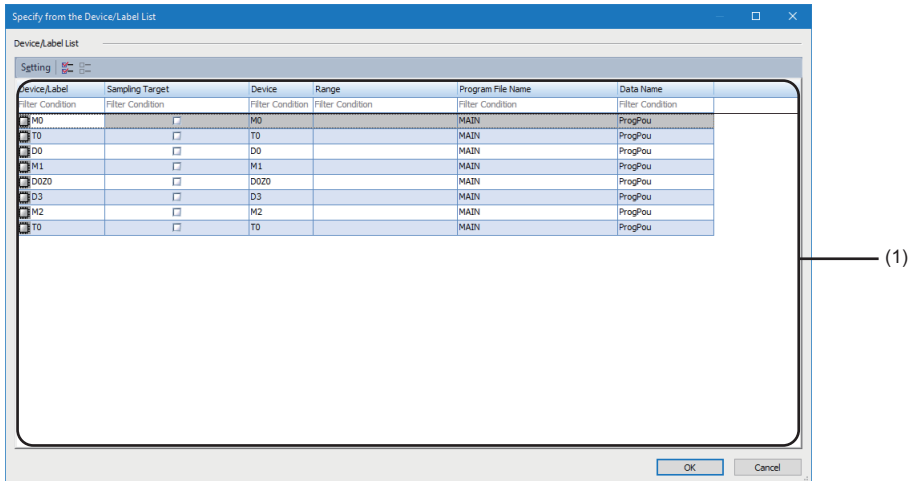 Specify from the Device/Label List
Device/Label List
Setting
Device/Label Sampling Target Device Range Program File Name Data Name
Filter Condition Filter Condition Filter Condition Filter Condition Filter Condition Filter Condition
M0 M0 MAIN ProgPou
T0 T0 MAIN ProgPou
D0 D0 MAIN ProgPou
M1 M1 MAIN ProgPou
D0Z0 D0Z0 MAIN ProgPou
D3 D3 MAIN ProgPou
M2 M2 MAIN ProgPou
T0 T0 MAIN ProgPou
(1)
OK Cancel